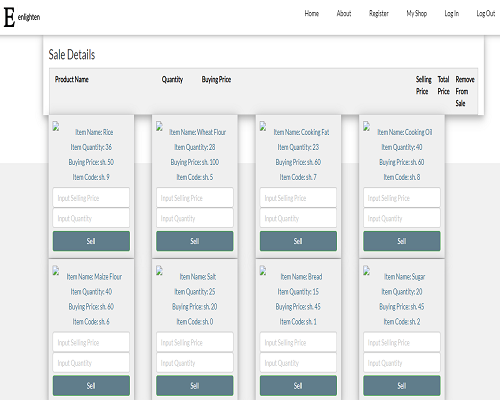 E enlighten
Home About Register My Shop Log In Log Out
Sale Details
Product Name Quantity Buying Price Selling Price Total Price Remove From Sale
Item Name: Rice
Item Quantity: 36
Buying Price: sh. 50
Item Code: sh. 9
Input Selling Price
Input Quantity
Sell
Item Name: Wheat Flour
Item Quantity: 28
Buying Price: sh. 100
Item Code: sh. 5
Input Selling Price
Input Quantity
Sell
Item Name: Cooking Fat
Item Quantity: 23
Buying Price: sh. 60
Item Code: sh. 7
Input Selling Price
Input Quantity
Sell
Item Name: Cooking Oil
Item Quantity: 40
Buying Price: sh.60
Item Code: sh. 8
Input Selling Price
Input Quantity
Sell
Item Name: Maize Flour
Item Quantity: 40
Buying Price: sh. 60
Item Code: sh. 6
Input Selling Price
Input Quantity
Sell
Item Name: Salt
Item Quantity: 25
Buying Price: sh. 20
Item Code: sh. 0
Input Selling Price
Input Quantity
Sell
Item Name: Bread
Item Quantity: 15
Buying Price: sh. 45
Item Code: sh. 1
Input Selling Price
Input Quantity
Sell
Item Name: Sugar
Item Quantity: 20
Buying Price: sh. 45
Item Code: sh. 2
Input Selling Price
Input Quantity
Sell